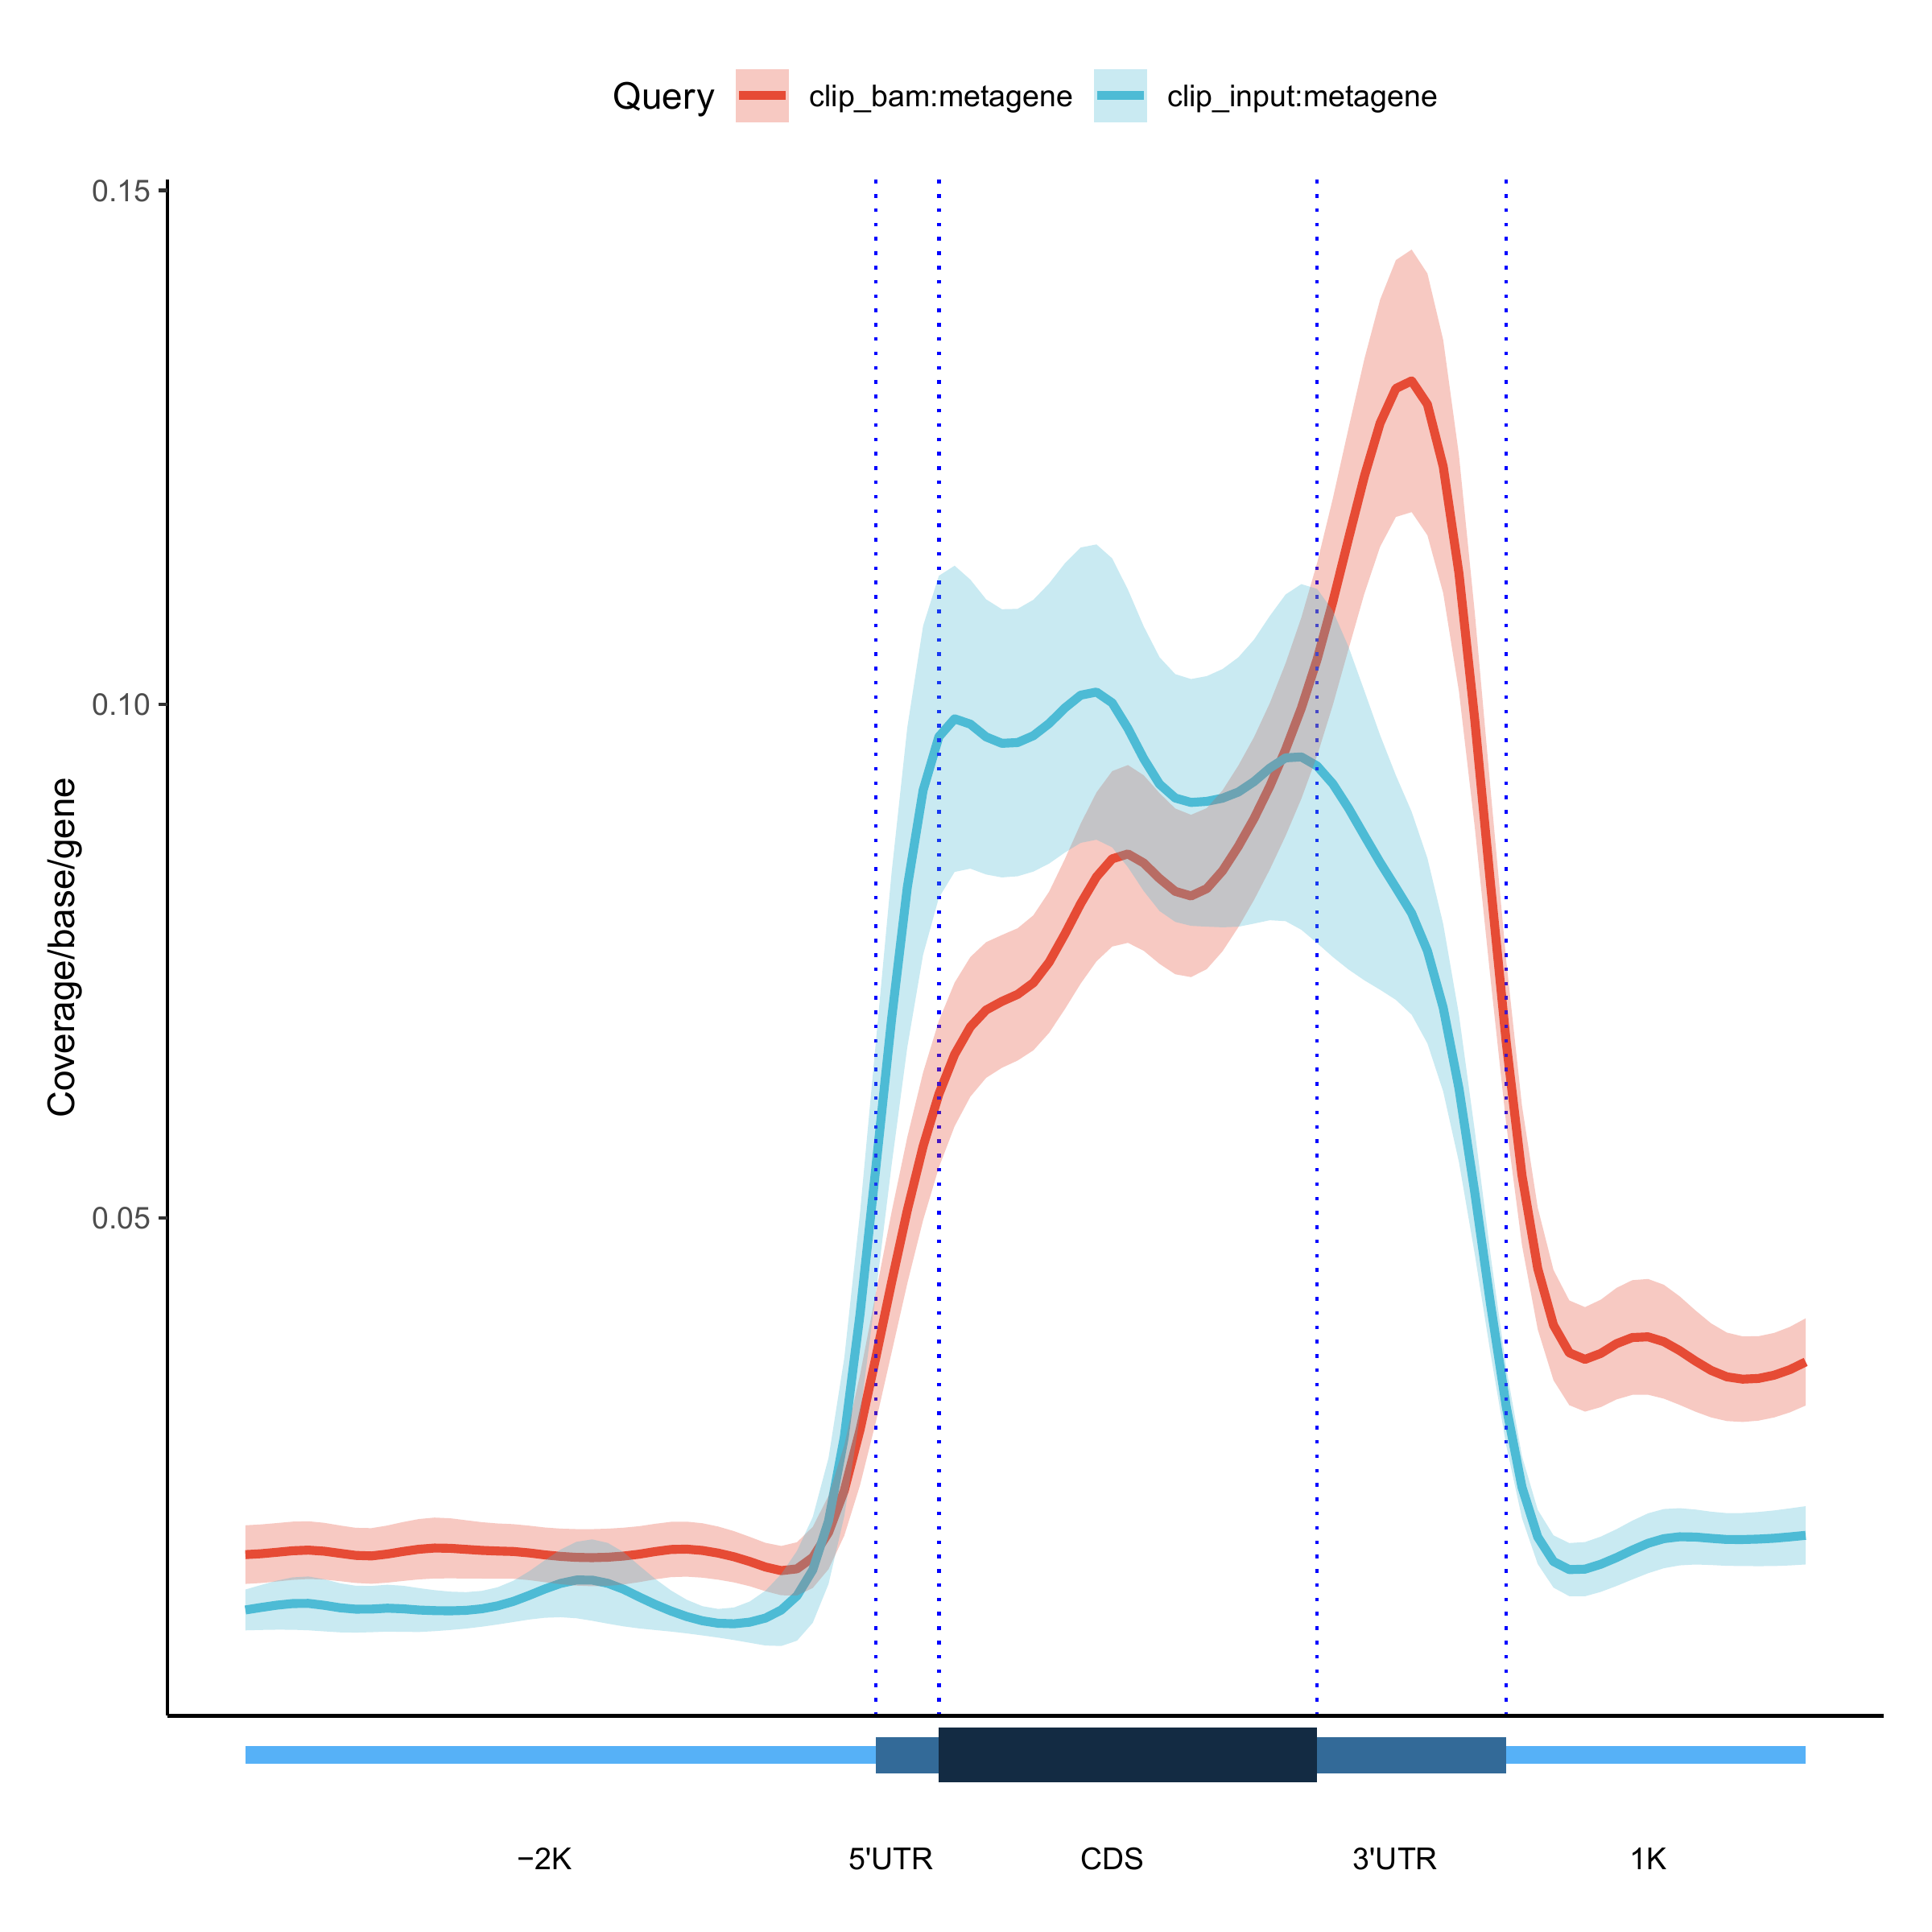 Query clip_bam:metagene clip_input:metagene
0.15
0.10
0.05
Coverage/base/gene
−2K 5'UTR CDS 3'UTR 1K